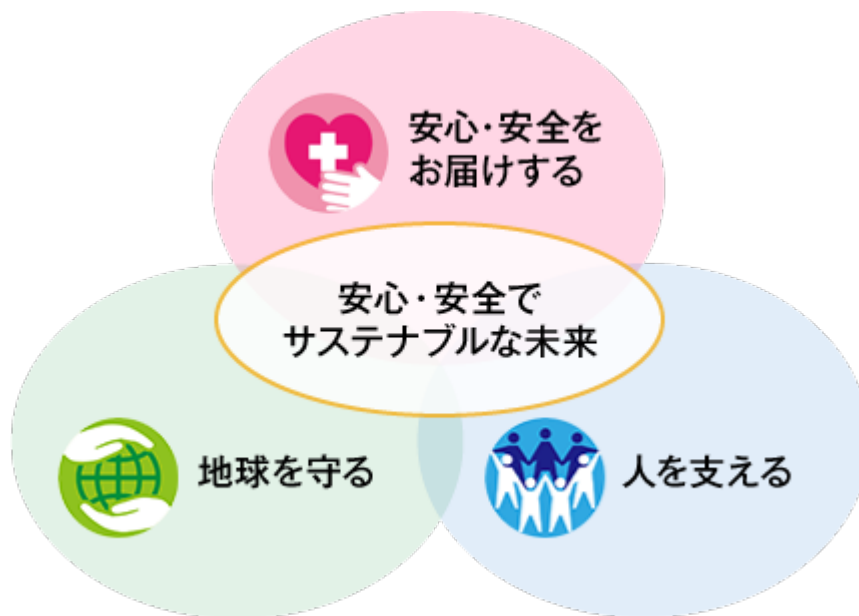 安心・安全を
お届けする
安心・安全で
サステナブルな未来
地球を守る
人を支える